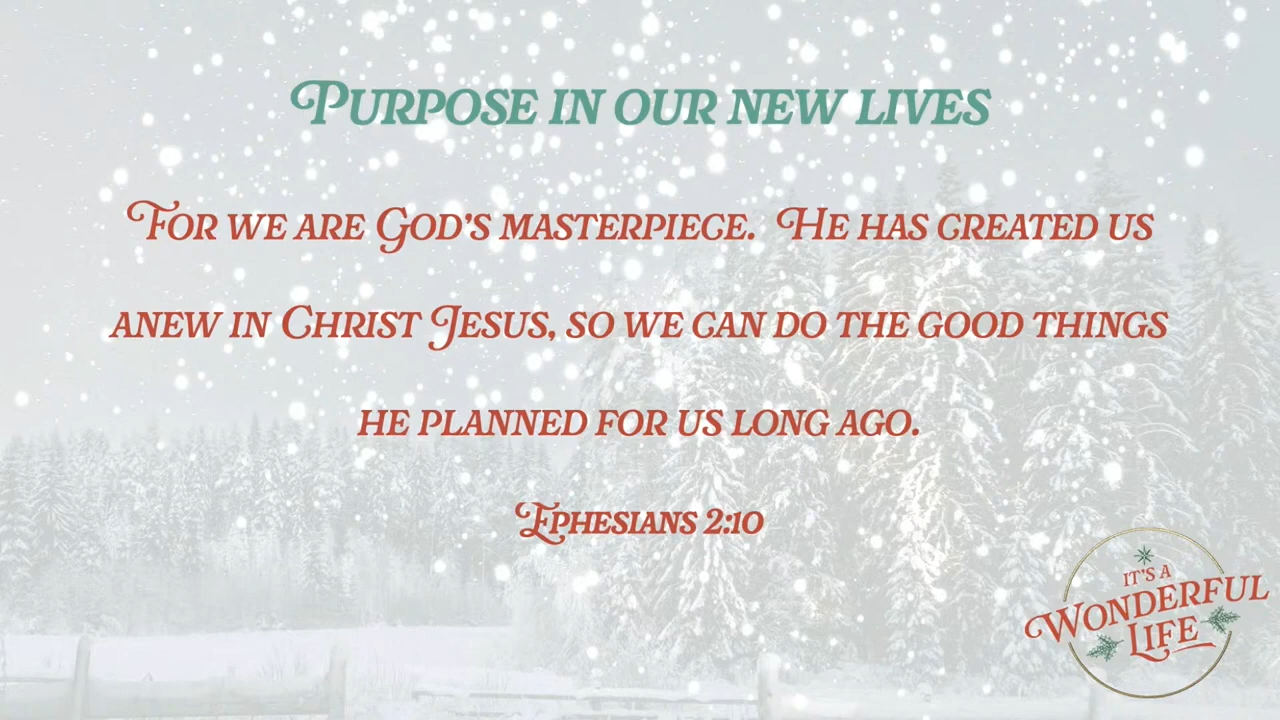 Purpose in our new lives
For we are God's masterpiece. He has created us
anew in Christ Jesus, so we can do the good things
he planned for us long ago.
Ephesians 2:10
It's a
Wonderful
Life